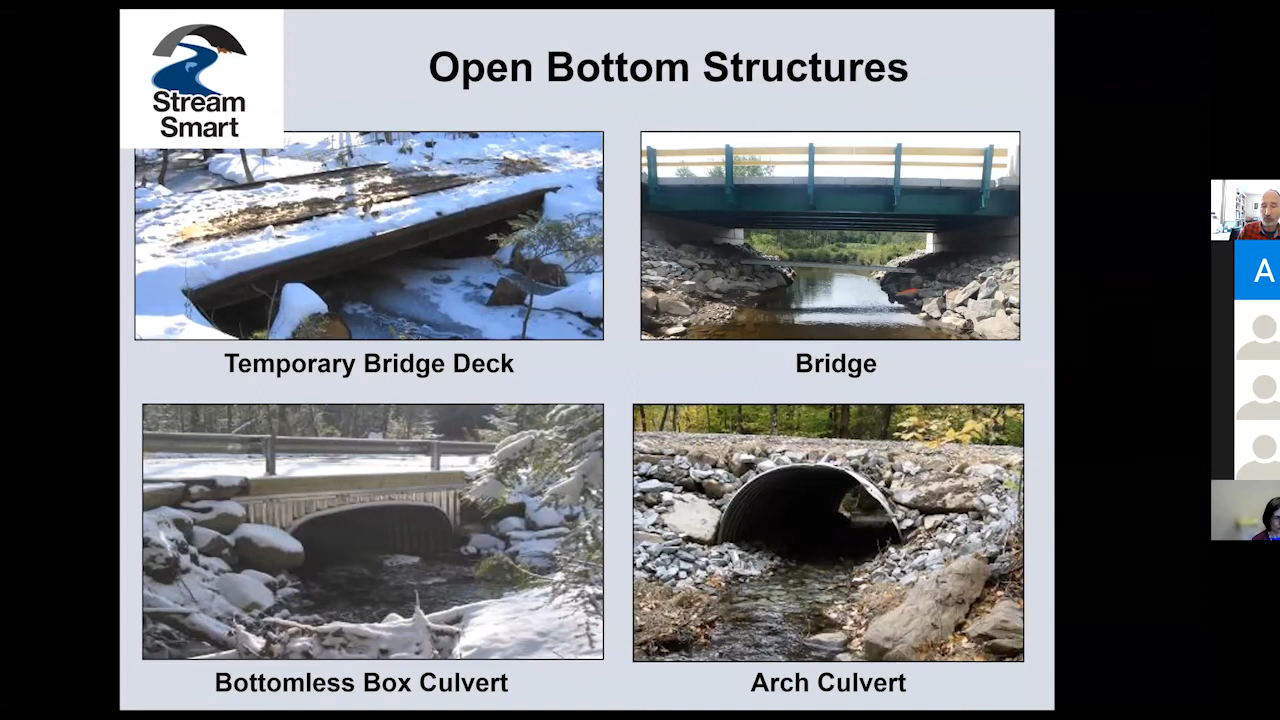 Stream
Smart
Open Bottom Structures
Temporary Bridge Deck
Bridge
Bottomless Box Culvert
Arch Culvert
A